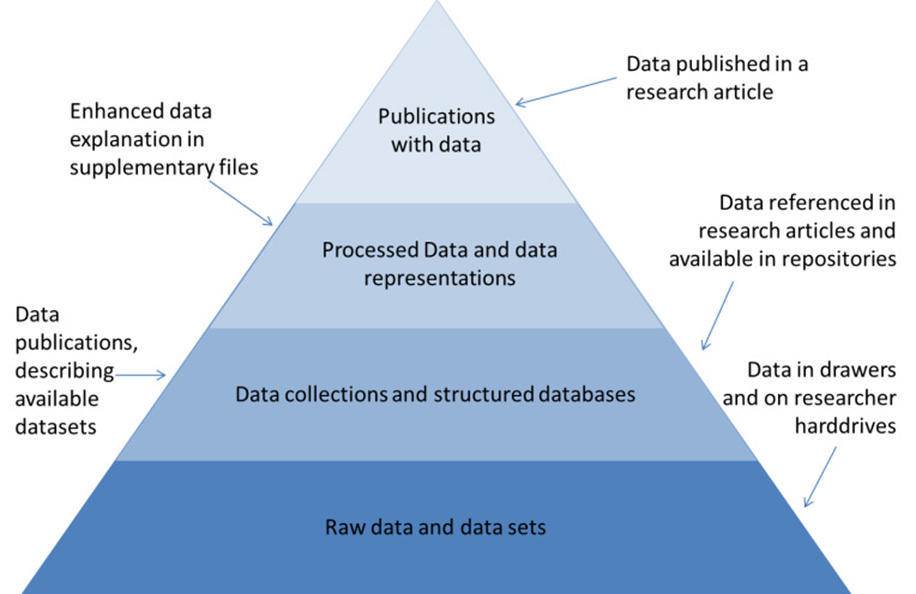 Data published in a
research article
Enhanced data
explanation in
supplementary files
Publications
with data
Data referenced in
research articles and
available in repositories
Processed Data and data
representations
Data
publications,
describing
available
datasets
Data in drawers
and on researcher
harddrives
Data collections and structured databases
Raw data and data sets